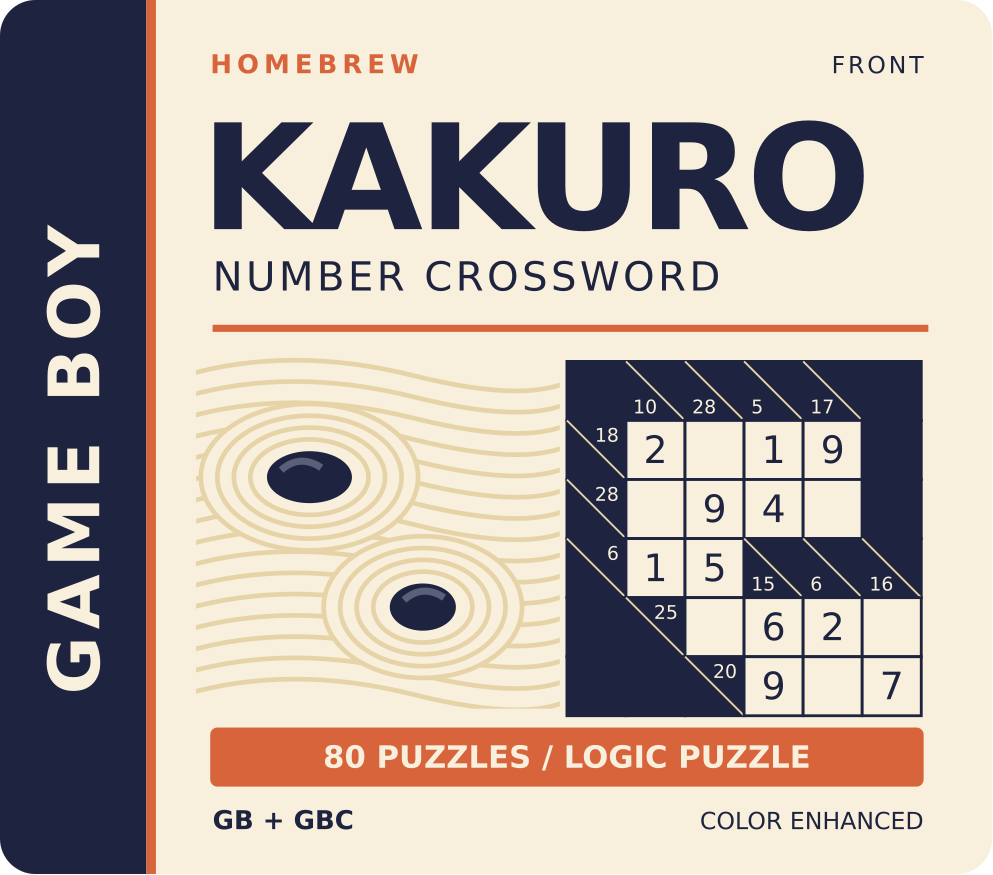 GAME BOY
HOMEBREW
FRONT
KAKURO
NUMBER CROSSWORD
10 28 5 17
18 2 1 9
28 9 4
6 1 5 15 6 16
25 6 2
20 9 7
80 PUZZLES / LOGIC PUZZLE
GB + GBC
COLOR ENHANCED